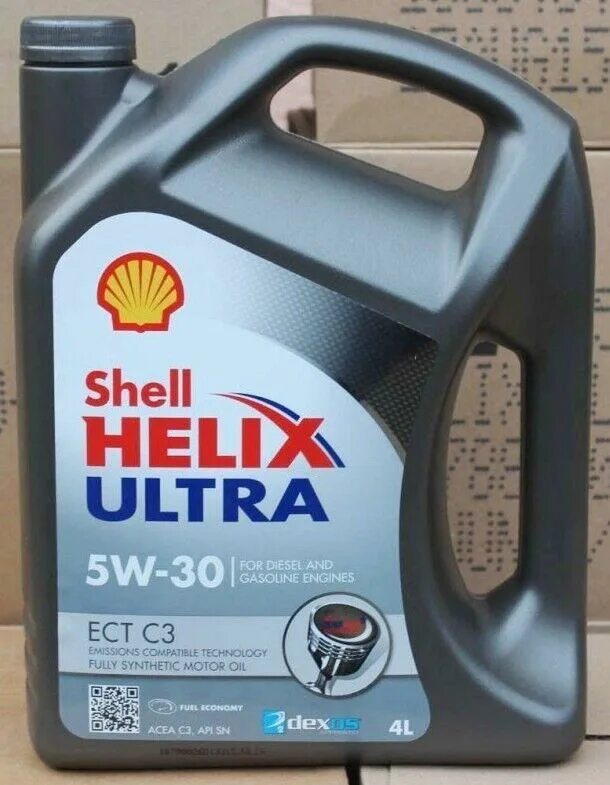 Shell
HELIX
ULTRA
5W-30
FOR DIESEL AND
GASOLINE ENGINES
ECT C3
EMISSIONS COMPATIBLE TECHNOLOGY
FULLY SYNTHETIC MOTOR OIL
FUEL ECONOMY
ACEA C3, API SN
dexos
4L